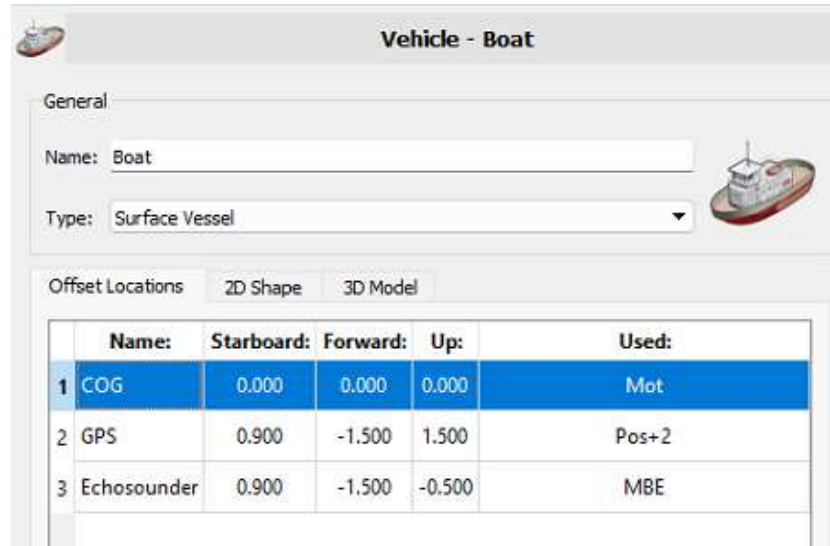 Vehicle - Boat
General
Name: Boat
Type: Surface Vessel
Offset Locations 2D Shape 3D Model
Name: Starboard: Forward: Up: Used:
1 COG 0.000 0.000 0.000 Mot
2 GPS 0.900 -1.500 1.500 Pos+2
3 Echosounder 0.900 -1.500 -0.500 MBE